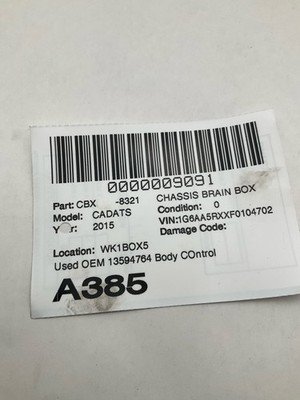 0000009091
Part: CBX -8321 CHASSIS BRAIN BOX
Model: CADATS Condition: 0
Year: 2015 VIN:1G6AA5RXXF0104702
Damage Code:
Location: WK1BOX5
Used OEM 13594764 Body COntrol
A385